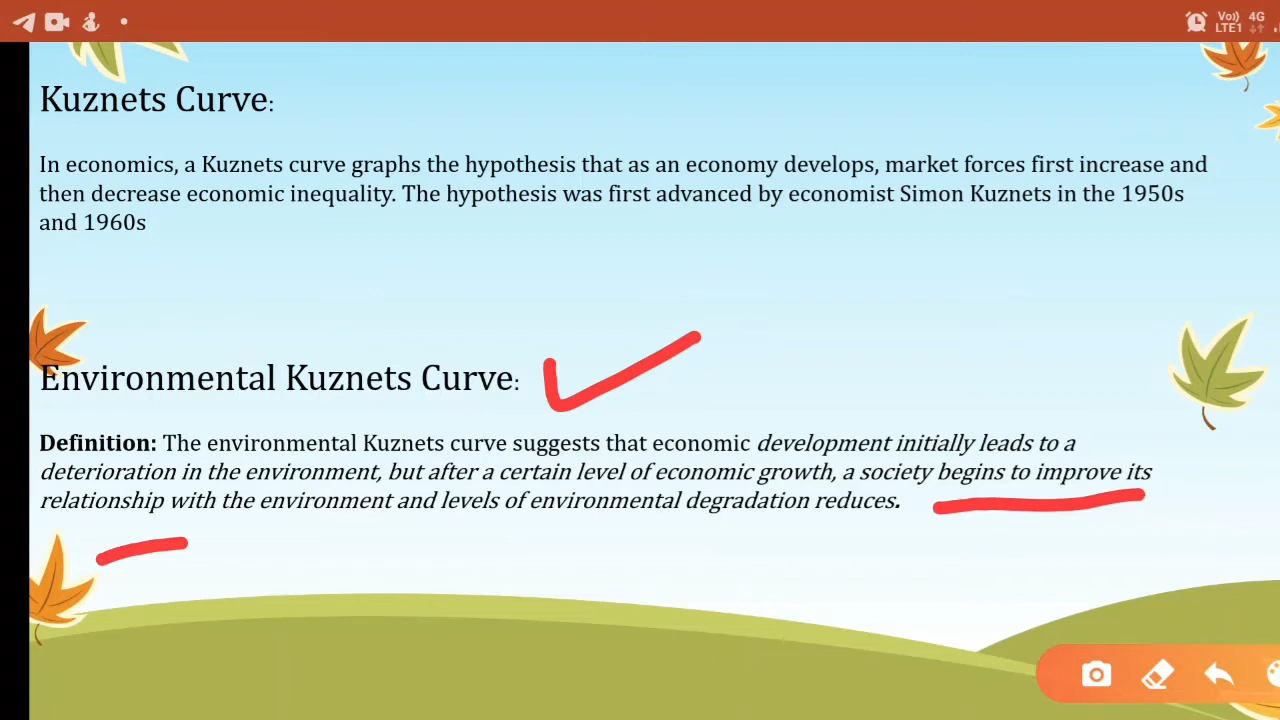 Vo)) 4G
LTE1
Kuznets Curve:
In economics, a Kuznets curve graphs the hypothesis that as an economy develops, market forces first increase and
then decrease economic inequality. The hypothesis was first advanced by economist Simon Kuznets in the 1950s
and 1960s
Environmental Kuznets Curve:
Definition: The environmental Kuznets curve suggests that economic development initially leads to a
deterioration in the environment, but after a certain level of economic growth, a society begins to improve its
relationship with the environment and levels of environmental degradation reduces.